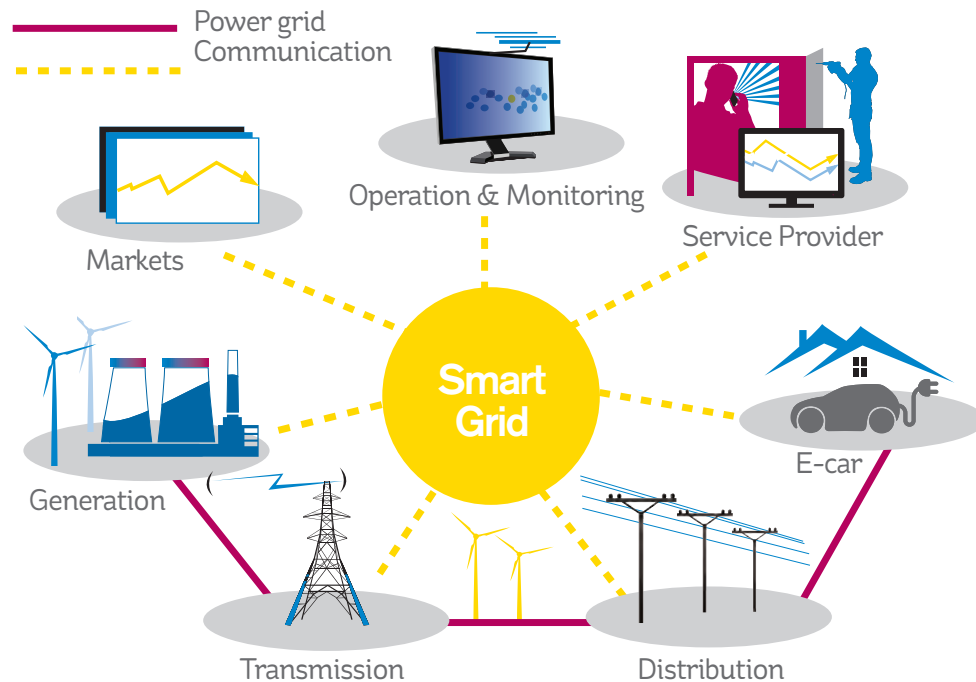 Power grid
Communication
Operation & Monitoring
Service Provider
Markets
Smart
Grid
E-car
Generation
Transmission
Distribution